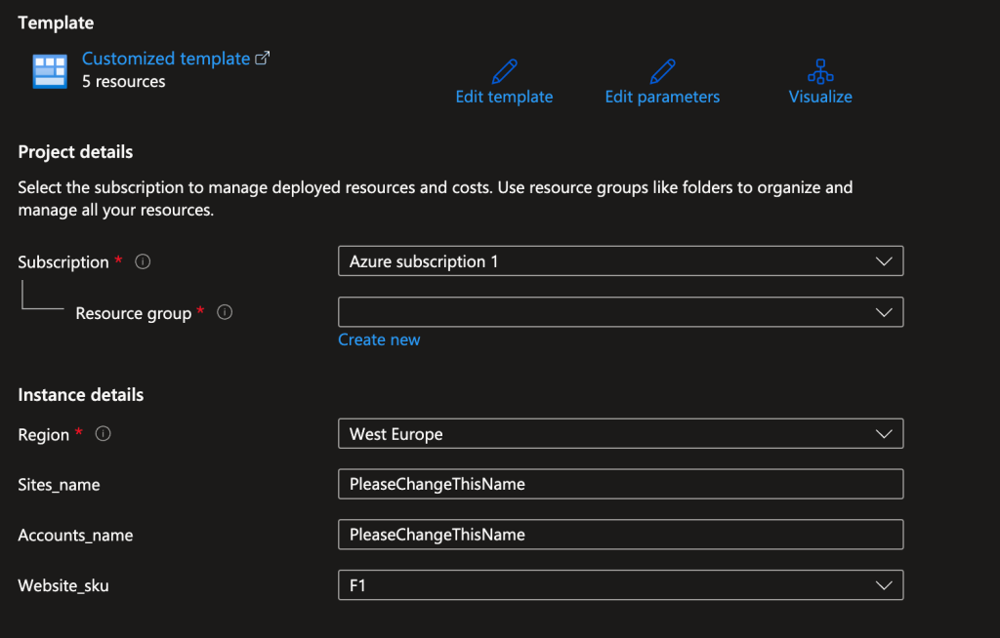 Template
Customized template
5 resources
Edit template
Edit parameters
Visualize
Project details
Select the subscription to manage deployed resources and costs. Use resource groups like folders to organize and
manage all your resources.
Subscription *
Azure subscription 1
Resource group *
Create new
Instance details
Region *
West Europe
Sites_name
PleaseChangeThisName
Accounts_name
PleaseChangeThisName
Website_sku
F1